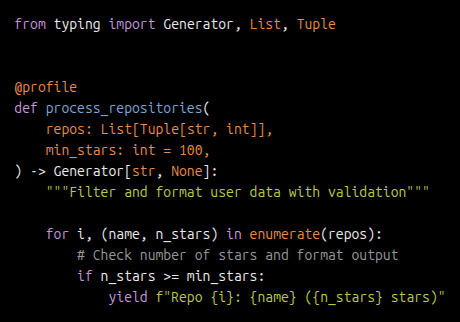 from typing import Generator, List, Tuple
@profile
def process_repositories(
    repos: List[Tuple[str, int]],
    min_stars: int = 100,
) -> Generator[str, None]:
    """Filter and format user data with validation"""
    for i, (name, n_stars) in enumerate(repos):
        # Check number of stars and format output
        if n_stars >= min_stars:
            yield f"Repo {i}: {name} ({n_stars} stars)"